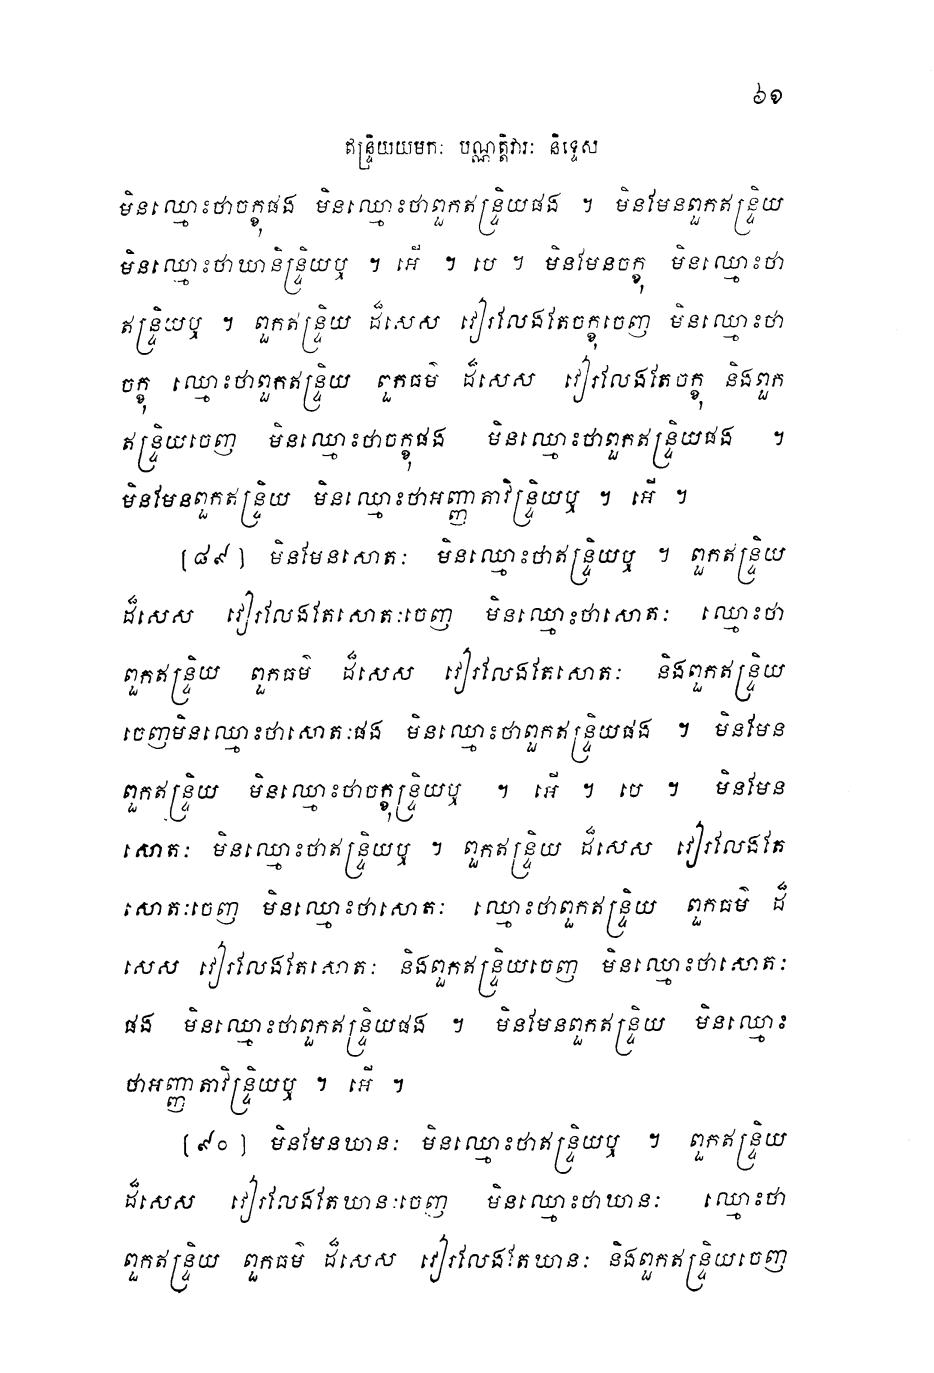 ៦១
ឥន្ទ្រិយយមកៈ បណ្ណត្តិវារៈ និទ្ទេស
មិនឈ្មោះថាចក្ខុផង មិនឈ្មោះថាពួកឥន្ទ្រិយផង ។ មិនមែនពួកឥន្ទ្រិយ
មិនឈ្មោះថាឃានិន្ទ្រិយឬ ។ អើ ។ បេ ។ មិនមែនចក្ខុ មិនឈ្មោះថា
ឥន្ទ្រិយឬ ។ ពួកឥន្ទ្រិយ ដ៏សេស វៀរលែងតែចក្ខុចេញ មិនឈ្មោះថា
ចក្ខុ ឈ្មោះថាពួកឥន្ទ្រិយ ពួកធម៌ ដ៏សេស វៀរលែងតែចក្ខុ និងពួក
ឥន្ទ្រិយចេញ មិនឈ្មោះថាចក្ខុផង មិនឈ្មោះថាពួកឥន្ទ្រិយផង ។
មិនមែនពួកឥន្ទ្រិយ មិនឈ្មោះថាអញ្ញាតាវិន្ទ្រិយឬ ។ អើ ។
[៨៩] មិនមែនសោតៈ មិនឈ្មោះថាឥន្ទ្រិយឬ ។ ពួកឥន្ទ្រិយ
ដ៏សេស វៀរលែងតែសោតៈចេញ មិនឈ្មោះថាសោតៈ ឈ្មោះថា
ពួកឥន្ទ្រិយ ពួកធម៌ ដ៏សេស វៀរលែងតែសោតៈ និងពួកឥន្ទ្រិយ
ចេញមិនឈ្មោះថាសោតៈផង មិនឈ្មោះថាពួកឥន្ទ្រិយផង ។ មិនមែន
ពួកឥន្ទ្រិយ មិនឈ្មោះថាចក្ខុន្ទ្រិយឬ ។ អើ ។ បេ ។ មិនមែន
សោតៈ មិនឈ្មោះថាឥន្ទ្រិយឬ ។ ពួកឥន្ទ្រិយ ដ៏សេស វៀរលែងតែ
សោតៈចេញ មិនឈ្មោះថាសោតៈ ឈ្មោះថាពួកឥន្ទ្រិយ ពួកធម៌ ដ៏
សេស វៀរលែងតែសោតៈ និងពួកឥន្ទ្រិយចេញ មិនឈ្មោះថាសោតៈ
ផង មិនឈ្មោះថាពួកឥន្ទ្រិយផង ។ មិនមែនពួកឥន្ទ្រិយ មិនឈ្មោះ
ថាអញ្ញាតាវិន្ទ្រិយឬ ។ អើ ។
[៩០] មិនមែនឃានៈ មិនឈ្មោះថាឥន្ទ្រិយឬ ។ ពួកឥន្ទ្រិយ
ដ៏សេស វៀរលែងតែឃានៈចេញ មិនឈ្មោះថាឃានៈ ឈ្មោះថា
ពួកឥន្ទ្រិយ ពួកធម៌ ដ៏សេស វៀរលែងតែឃានៈ និងពួកឥន្ទ្រិយចេញ